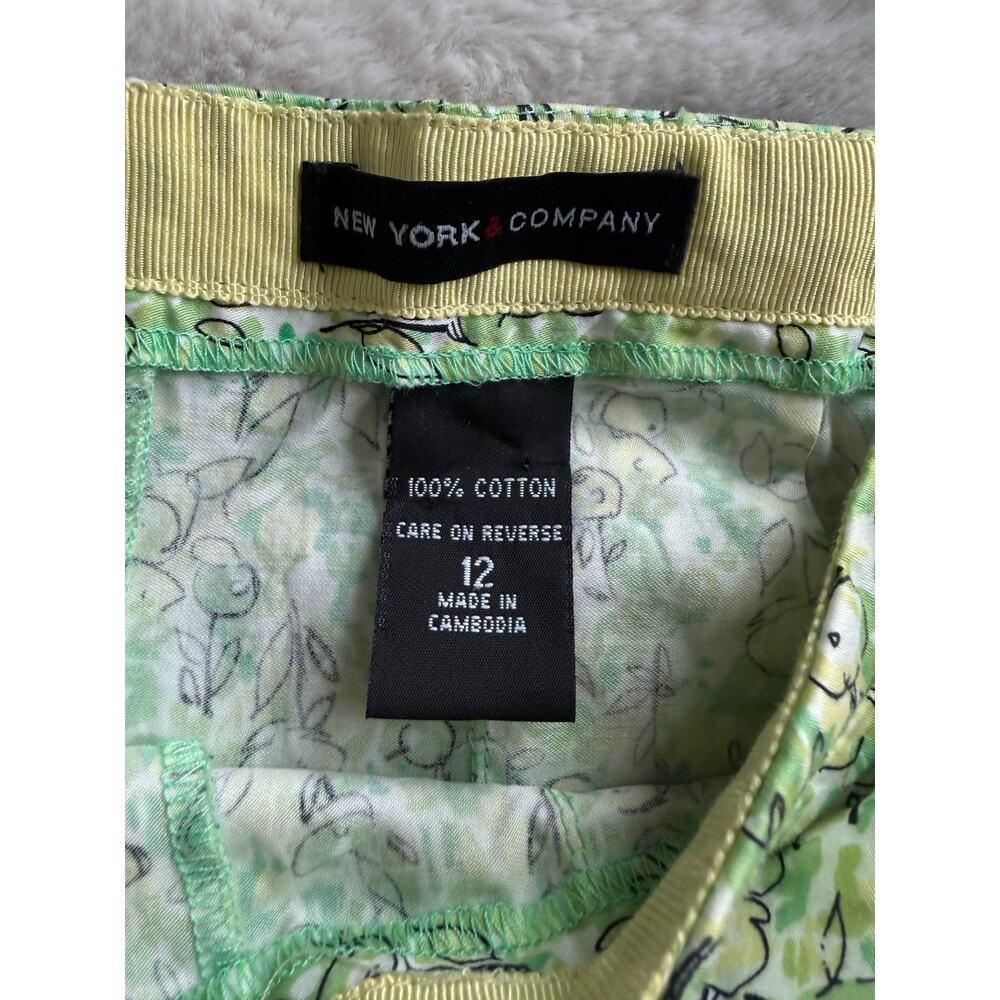 NEW YORK & COMPANY
100% COTTON
CARE ON REVERSE
12
MADE IN
CAMBODIA